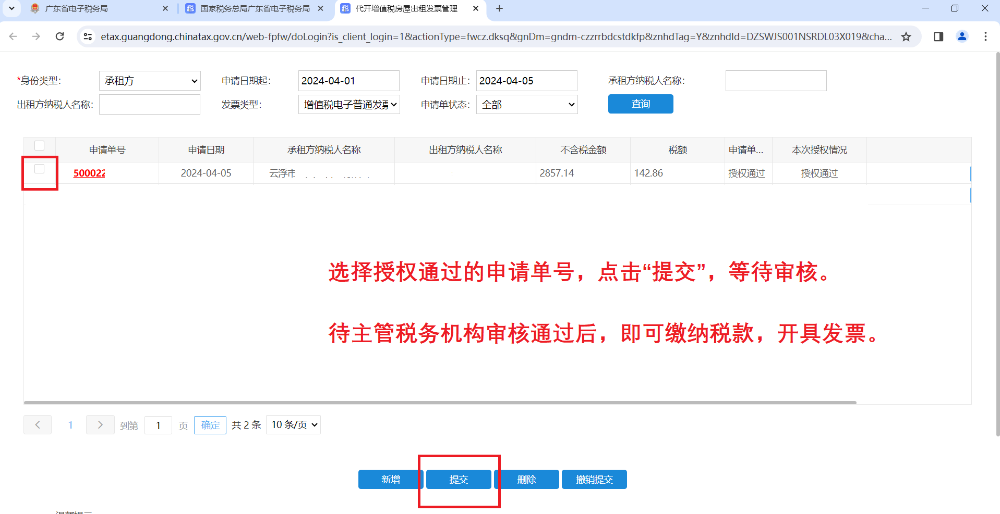 广东省电子税务局
国家税务总局广东省电子税务局
代开增值税房屋出租发票管理
etax.guangdong.chinatax.gov.cn/web-fpfw/doLogin?is_client_login=1&actionType=fwcz.dksq&gnDm=gndm-czzrrbdcstdkfp&znhdTag=Y&znhdId=DZSWJS001NSRDL03X019&cha...
*身份类型: 承租方 申请日期起: 2024-04-01 申请日期止: 2024-04-05 承租方纳税人名称:
出租方纳税人名称: 发票类型: 增值税电子普通发票 申请单状态: 全部 查询
申请单号 申请日期 承租方纳税人名称 出租方纳税人名称 不含税金额 税额 申请单... 本次授权情况
500022 2024-04-05 云浮市 2857.14 142.86 授权通过 授权通过
选择授权通过的申请单号，点击“提交”，等待审核。
待主管税务机构审核通过后，即可缴纳税款，开具发票。
1 到第 1 页 确定 共 2 条 10 条/页
新增 提交 删除 撤销提交